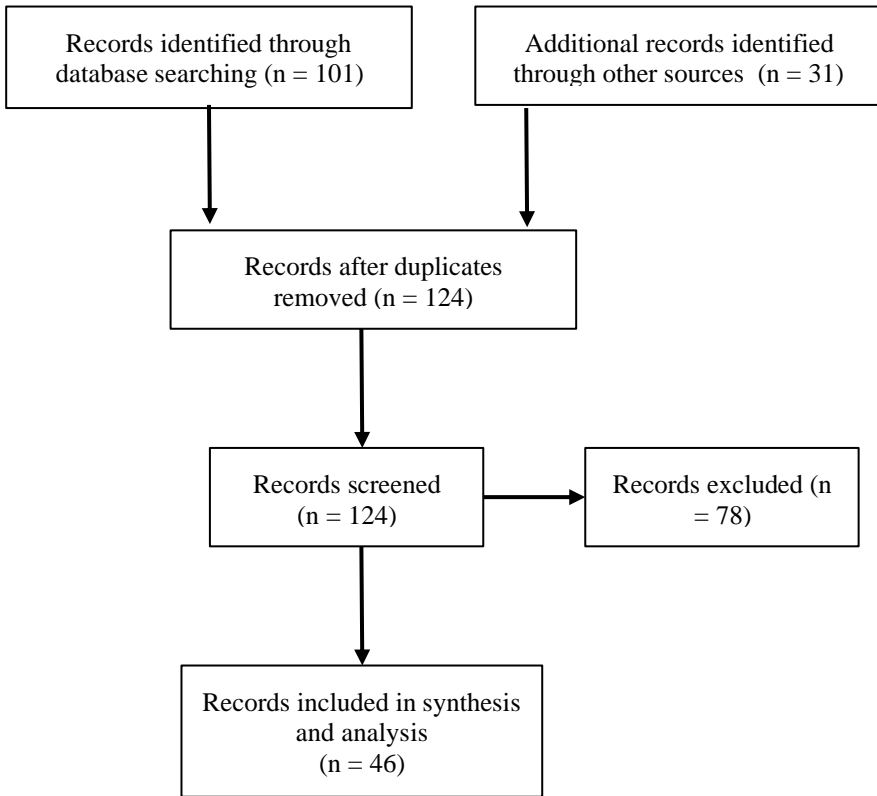 Records identified through
database searching (n = 101)
Additional records identified
through other sources (n = 31)
Records after duplicates
removed (n = 124)
Records screened
(n = 124)
Records excluded (n
= 78)
Records included in synthesis
and analysis
(n = 46)